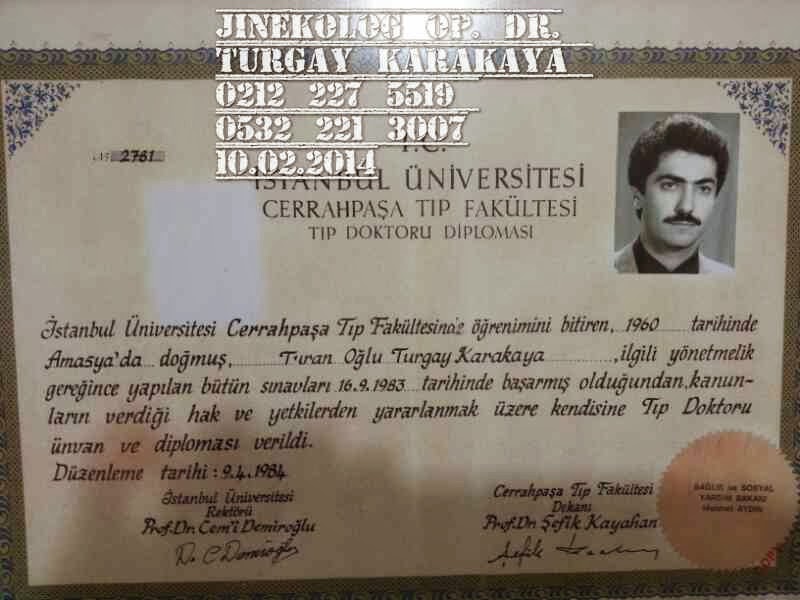 JINEKOLOG OP. DR.
TURGAY KARAKAYA
0212 227 5519
0532 221 3007
10.02.2014
T.C.
2761
İSTANBUL ÜNİVERSİTESİ
CERRAHPAŞA TIP FAKÜLTESİ
TIP DOKTORU DİPLOMASI
İstanbul Üniversitesi Cerrahpaşa Tıp Fakültesinde öğrenimini bitiren, 1960 tarihinde
Amasya'da doğmuş, Turan Oğlu Turgay Karakaya, ilgili yönetmelik
gereğince yapılan bütün sınavları 16.9.1983 tarihinde başarmış olduğundan, kanun-
ların verdiği hak ve yetkilerden yararlanmak üzere kendisine Tıp Doktoru
ünvan ve diploması verildi.
Düzenleme tarihi: 9.4.1984
İstanbul Üniversitesi
Rektörü
Prof.Dr. Cem'i Demiroğlu
Cerrahpaşa Tıp Fakültesi
Dekanı
Prof.Dr. Şefik Kayahan
SAĞLIK ve SOSYAL
YARDIM BAKANI
Mehmet AYDIN